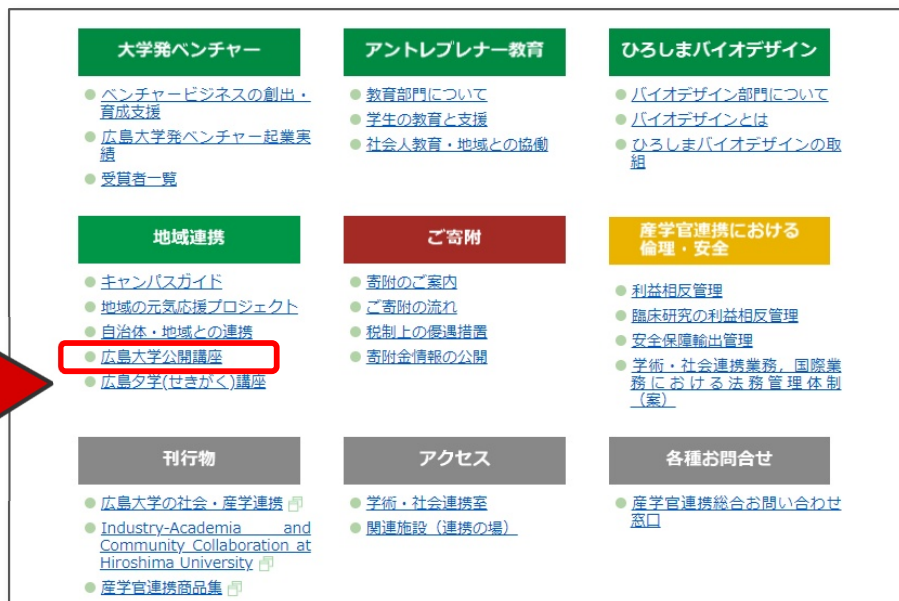 大学発ベンチャー
ベンチャービジネスの創出・
育成支援
広島大学発ベンチャー起業実
績
受賞者一覧
アントレプレナー教育
教育部門について
学生の教育と支援
社会人教育・地域との協働
ひろしまバイオデザイン
バイオデザイン部門について
バイオデザインとは
ひろしまバイオデザインの取
組
地域連携
キャンパスガイド
地域の元気応援プロジェクト
自治体・地域との連携
広島大学公開講座
広島夕学(せきがく)講座
ご寄附
寄附のご案内
ご寄附の流れ
税制上の優遇措置
寄附金情報の公開
産学官連携における
倫理・安全
利益相反管理
臨床研究の利益相反管理
安全保障輸出管理
学術・社会連携業務，国際業
務における法務管理体制
（案）
刊行物
広島大学の社会・産学連携
Industry-Academia and
Community Collaboration at
Hiroshima University
産学官連携商品集
アクセス
学術・社会連携室
関連施設（連携の場）
各種お問合せ
産学官連携総合お問い合わせ
窓口